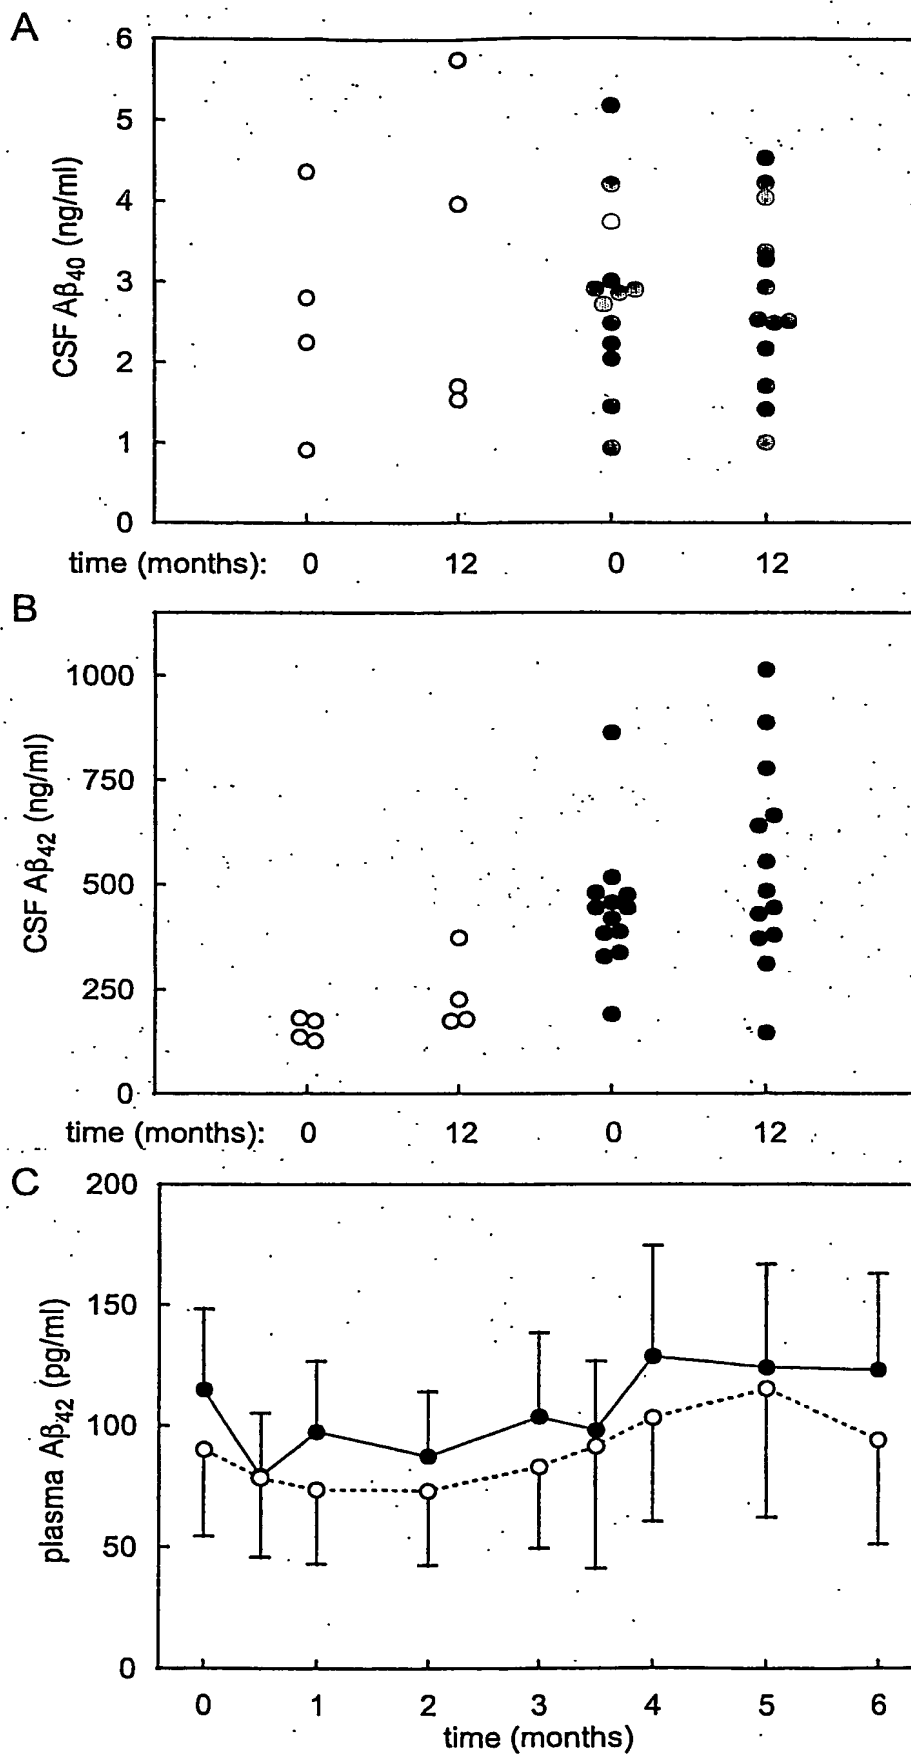 A
6
5
4
3
2
1
0
CSF Aβ40 (ng/ml)
time (months): 0 12 0 12
B
1000
750
500
250
0
CSF Aβ42 (ng/ml)
time (months): 0 12 0 12
C
200
150
100
50
0
plasma Aβ42 (pg/ml)
0 1 2 3 4 5 6
time (months)